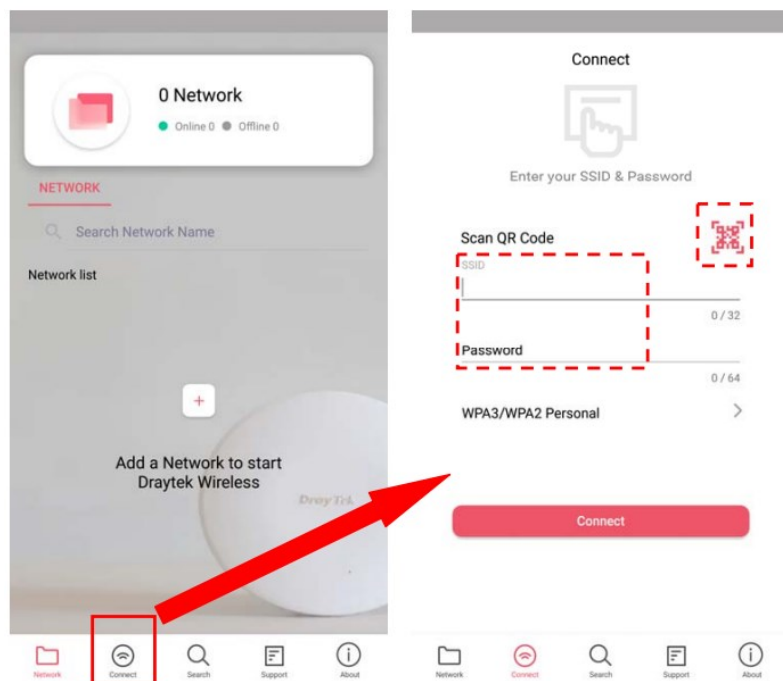 0 Network
Online 0 Offline 0
NETWORK
Search Network Name
Network list
Add a Network to start
Draytek Wireless
DrayTek
Network Connect Search Support About
Connect
Enter your SSID & Password
Scan QR Code
SSID
0 / 32
Password
0 / 64
WPA3/WPA2 Personal
Connect
Network Connect Search Support About